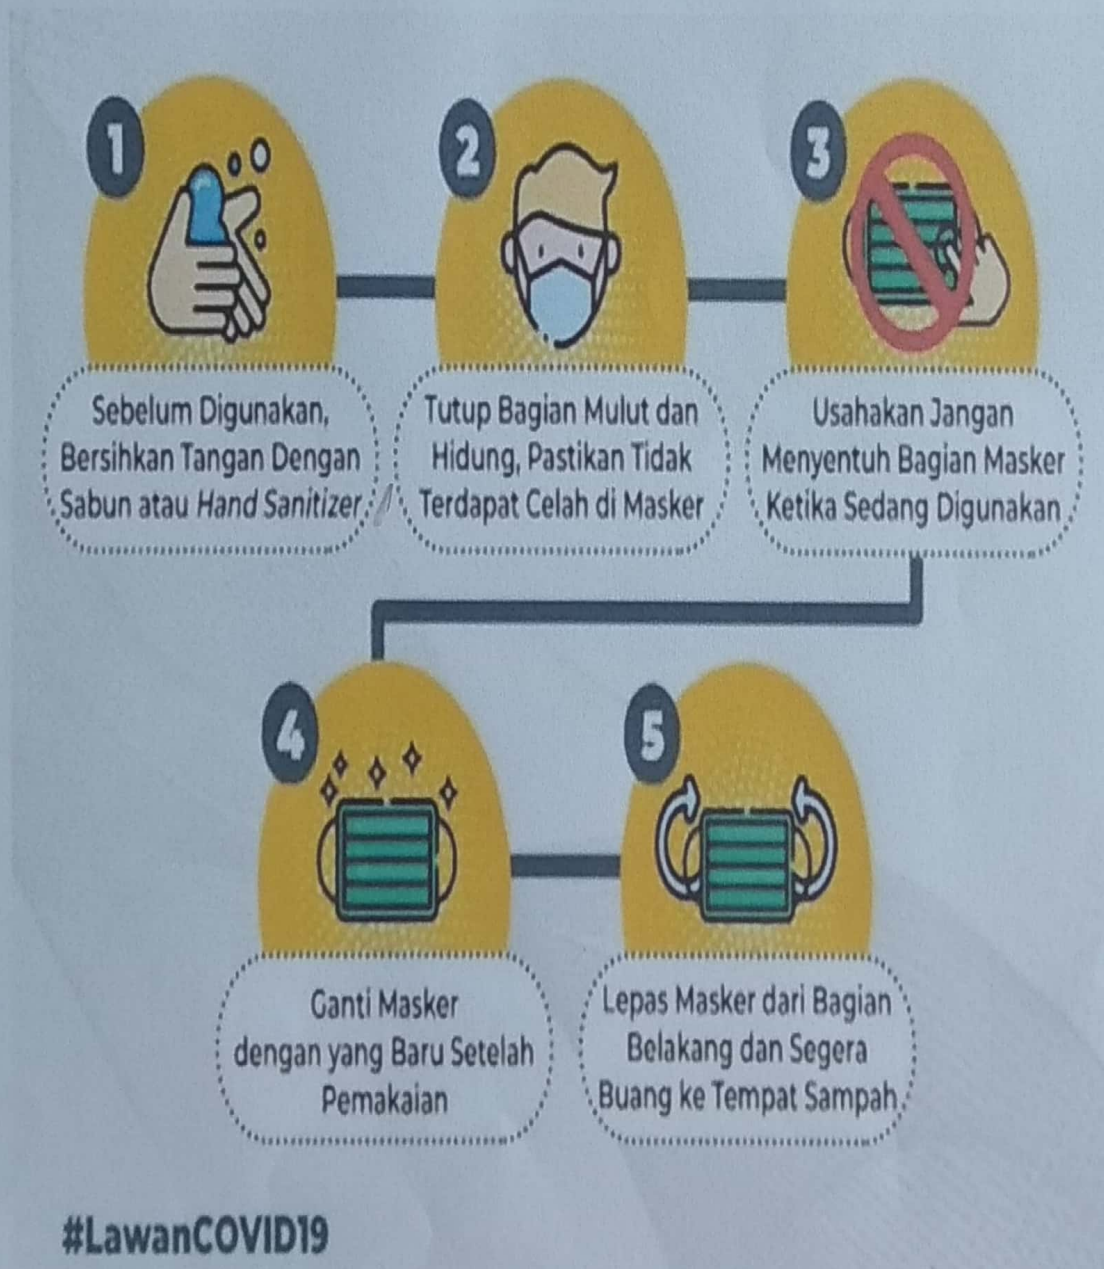 1
Sebelum Digunakan,
Bersihkan Tangan Dengan
Sabun atau Hand Sanitizer
2
Tutup Bagian Mulut dan
Hidung, Pastikan Tidak
Terdapat Celah di Masker
3
Usahakan Jangan
Menyentuh Bagian Masker
Ketika Sedang Digunakan
4
Ganti Masker
dengan yang Baru Setelah
Pemakaian
5
Lepas Masker dari Bagian
Belakang dan Segera
Buang ke Tempat Sampah
#LawanCOVID19